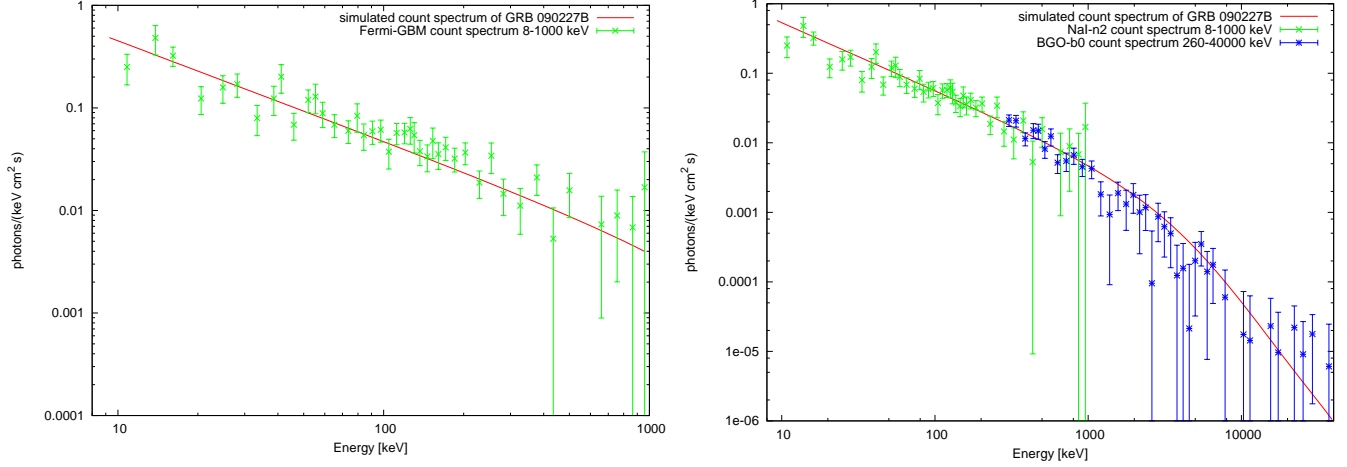 simulated count spectrum of GRB 090227B
Fermi-GBM count spectrum 8-1000 keV
photons/(keV cm² s)
1
0.1
0.01
0.001
0.0001
10
100
1000
Energy [keV]
simulated count spectrum of GRB 090227B
NaI-n2 count spectrum 8-1000 keV
BGO-b0 count spectrum 260-40000 keV
photons/(keV cm² s)
1
0.1
0.01
0.001
0.0001
1e-05
1e-06
10
100
1000
10000
Energy [keV]